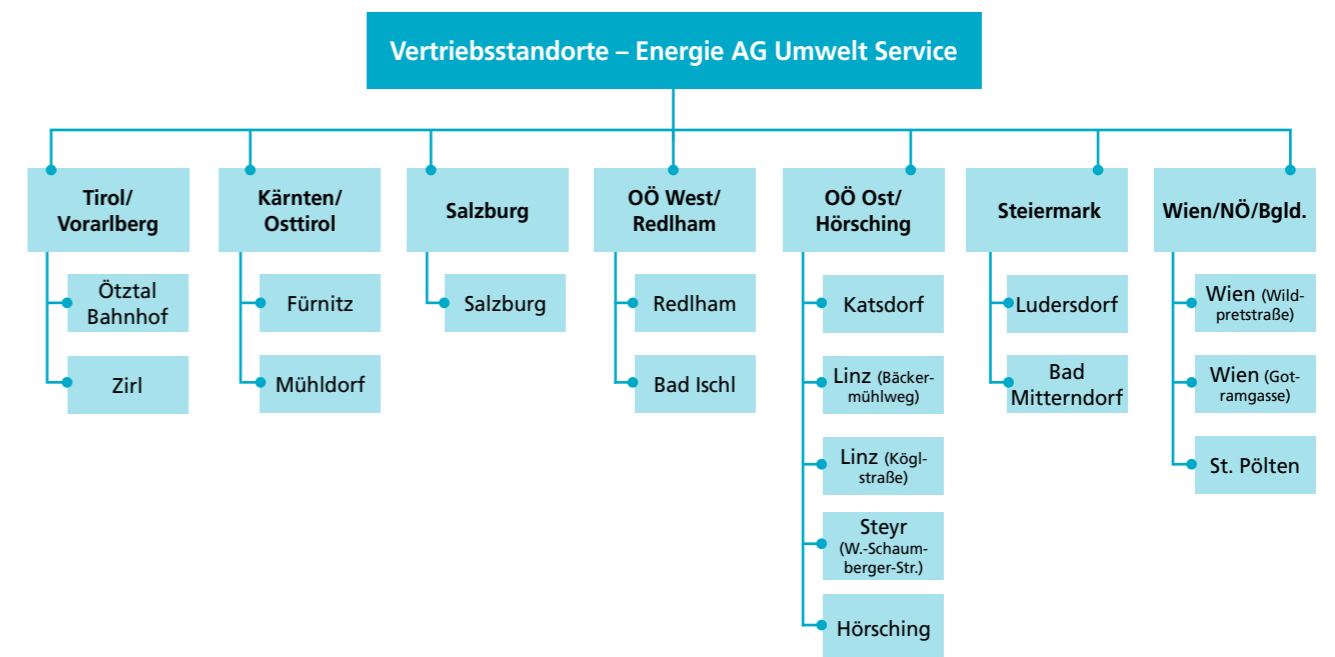 Vertriebsstandorte – Energie AG Umwelt Service
Tirol/
Vorarlberg
Ötztal
Bahnhof
Zirl
Kärnten/
Osttirol
Fürnitz
Mühldorf
Salzburg
Salzburg
OÖ West/
Redlham
Redlham
Bad Ischl
OÖ Ost/
Hörsching
Katsdorf
Linz (Bäcker-
mühlweg)
Linz (Kögl-
straße)
Steyr
(W.-Schaum-
berger-Str.)
Hörsching
Steiermark
Ludersdorf
Bad
Mitterndorf
Wien/NÖ/Bgld.
Wien (Wild-
pretstraße)
Wien (Got-
ramgasse)
St. Pölten